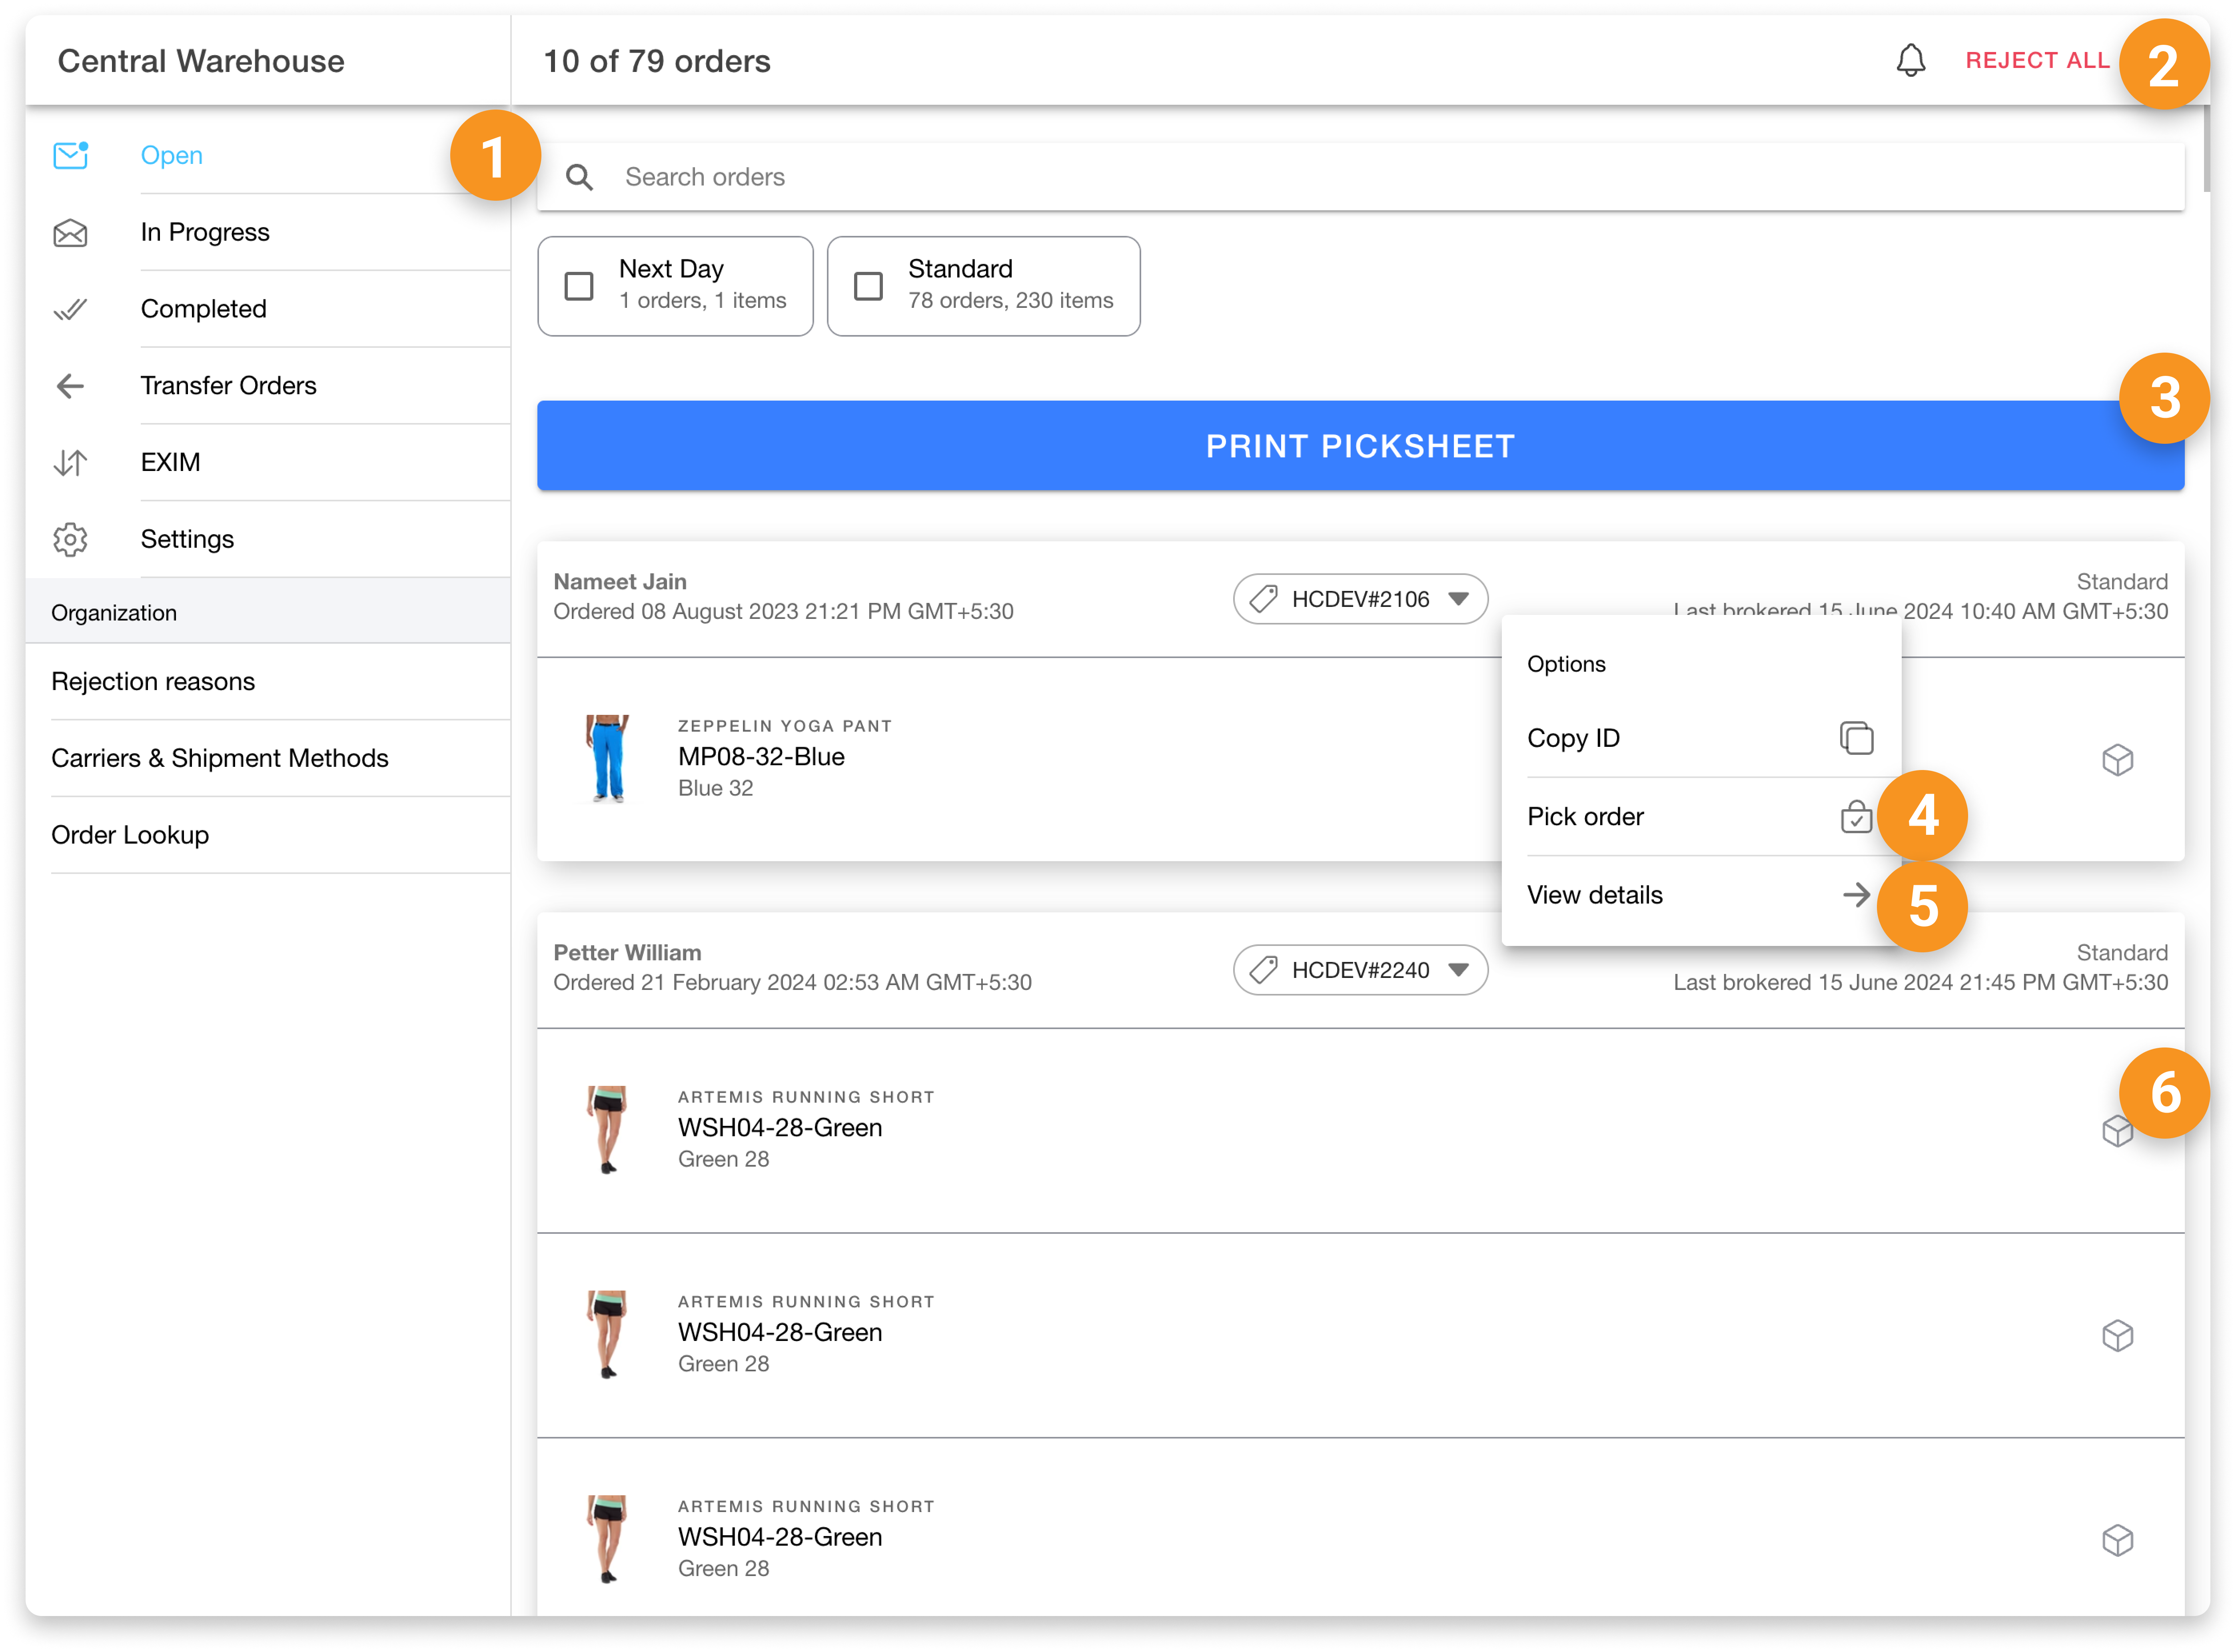 Central Warehouse
10 of 79 orders
REJECT ALL
2
Open
1
Search orders
In Progress
Next Day
1 orders, 1 items
Standard
78 orders, 230 items
Completed
Transfer Orders
3
PRINT PICKSHEET
EXIM
Settings
Organization
Rejection reasons
Carriers & Shipment Methods
Order Lookup
Nameet Jain
Ordered 08 August 2023 21:21 PM GMT+5:30
HCDEV#2106
Standard
Last brokered 15 June 2024 10:40 AM GMT+5:30
ZEPPELIN YOGA PANT
MP08-32-Blue
Blue 32
Options
Copy ID
Pick order
4
View details
5
Petter William
Ordered 21 February 2024 02:53 AM GMT+5:30
HCDEV#2240
Standard
Last brokered 15 June 2024 21:45 PM GMT+5:30
6
ARTEMIS RUNNING SHORT
WSH04-28-Green
Green 28
ARTEMIS RUNNING SHORT
WSH04-28-Green
Green 28
ARTEMIS RUNNING SHORT
WSH04-28-Green
Green 28